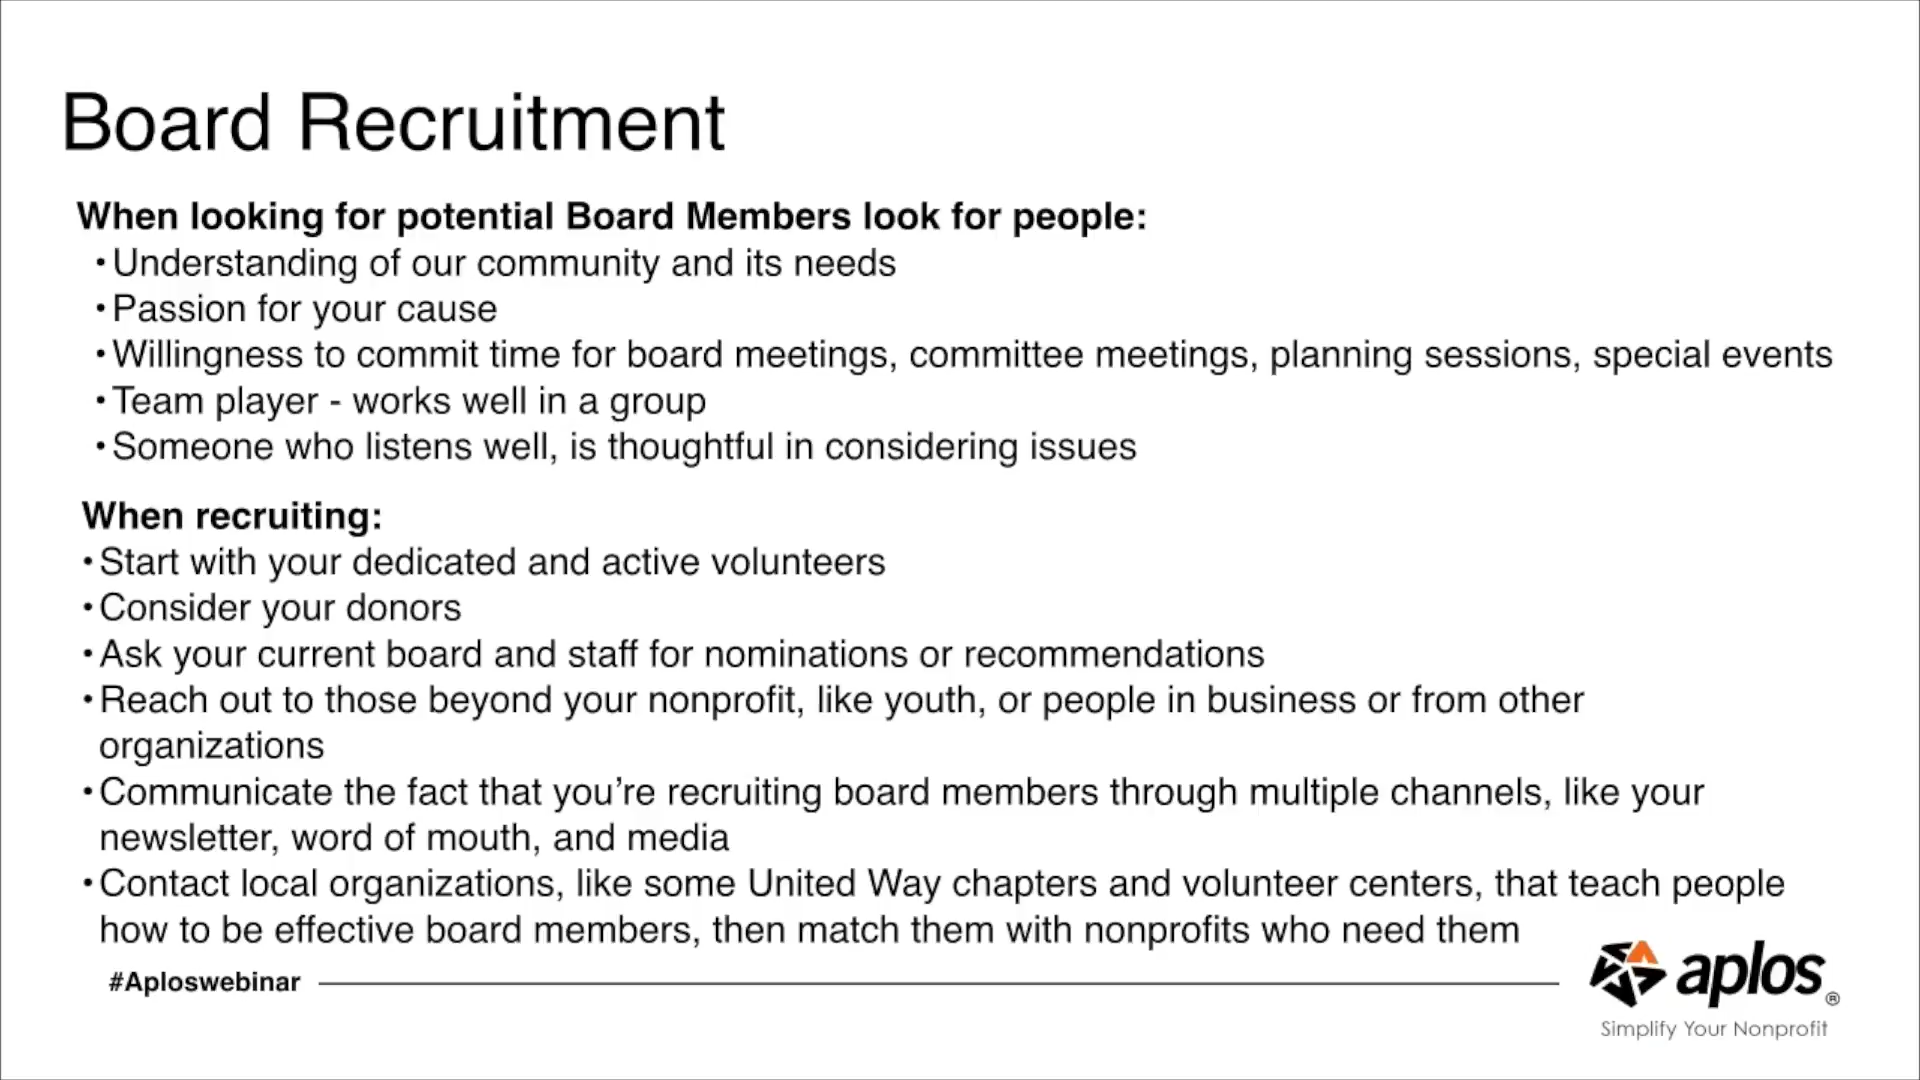 Board Recruitment
When looking for potential Board Members look for people:
•Understanding of our community and its needs
•Passion for your cause
•Willingness to commit time for board meetings, committee meetings, planning sessions, special events
•Team player - works well in a group
•Someone who listens well, is thoughtful in considering issues
When recruiting:
•Start with your dedicated and active volunteers
•Consider your donors
•Ask your current board and staff for nominations or recommendations
•Reach out to those beyond your nonprofit, like youth, or people in business or from other
organizations
•Communicate the fact that you’re recruiting board members through multiple channels, like your
newsletter, word of mouth, and media
•Contact local organizations, like some United Way chapters and volunteer centers, that teach people
how to be effective board members, then match them with nonprofits who need them
#Aploswebinar
aplos®
Simplify Your Nonprofit